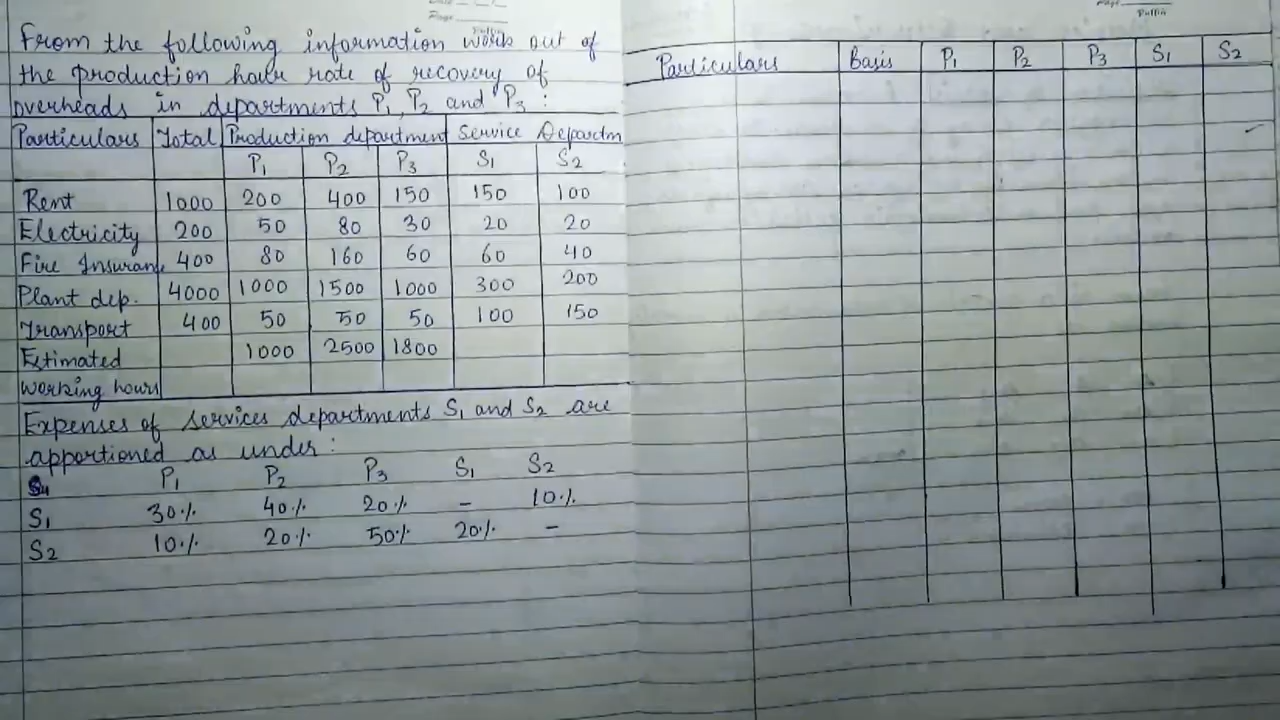 From the following information work out of
the production hour rate of recovery of
overheads in departments P1, P2 and P3 :
Particulars Total Production department Service Departm
P1 P2 P3 S1 S2
Rent 1000 200 400 150 150 100
Electricity 200 50 80 30 20 20
Fire Insuran 400 80 160 60 60 40
Plant dep. 4000 1000 1500 1000 300 200
Transport 400 50 50 50 100 150
Estimated 1000 2500 1800
working hours
Expenses of services departments S1 and S2 are
apportioned as under :
P1 P2 P3 S1 S2
S1 30% 40% 20% - 10%
S2 10% 20% 50% 20% -
Page
Puffin
Particulars Basis P1 P2 P3 S1 S2